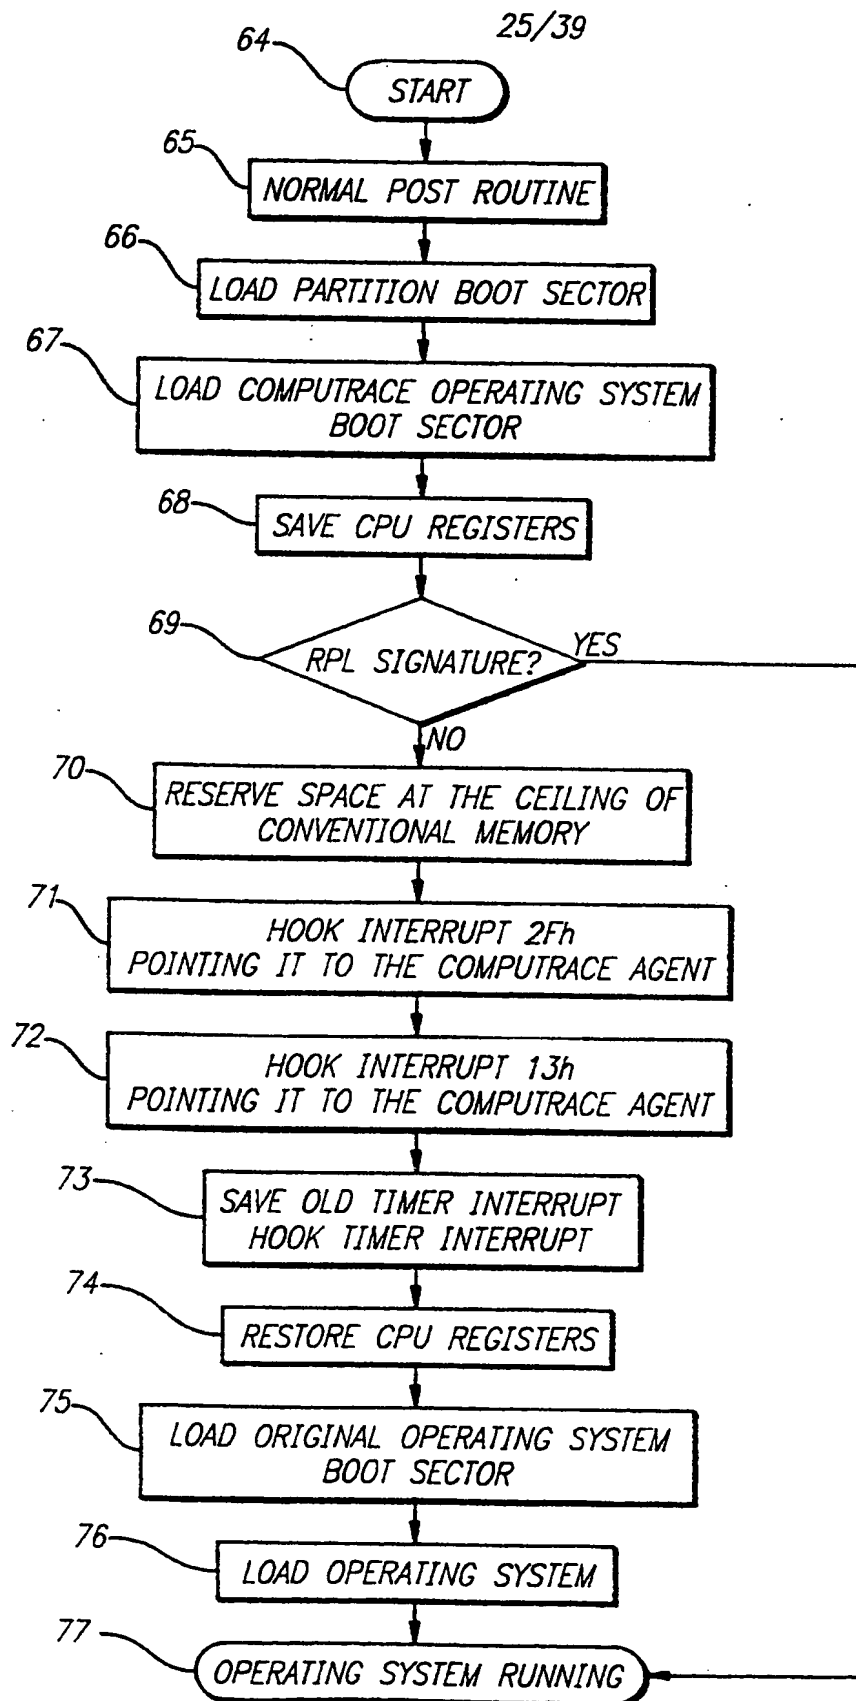 25/39
64
START
65
NORMAL POST ROUTINE
66
LOAD PARTITION BOOT SECTOR
67
LOAD COMPUTRACE OPERATING SYSTEM
BOOT SECTOR
68
SAVE CPU REGISTERS
69
RPL SIGNATURE?
YES
NO
70
RESERVE SPACE AT THE CEILING OF
CONVENTIONAL MEMORY
71
HOOK INTERRUPT 2Fh
POINTING IT TO THE COMPUTRACE AGENT
72
HOOK INTERRUPT 13h
POINTING IT TO THE COMPUTRACE AGENT
73
SAVE OLD TIMER INTERRUPT
HOOK TIMER INTERRUPT
74
RESTORE CPU REGISTERS
75
LOAD ORIGINAL OPERATING SYSTEM
BOOT SECTOR
76
LOAD OPERATING SYSTEM
77
OPERATING SYSTEM RUNNING